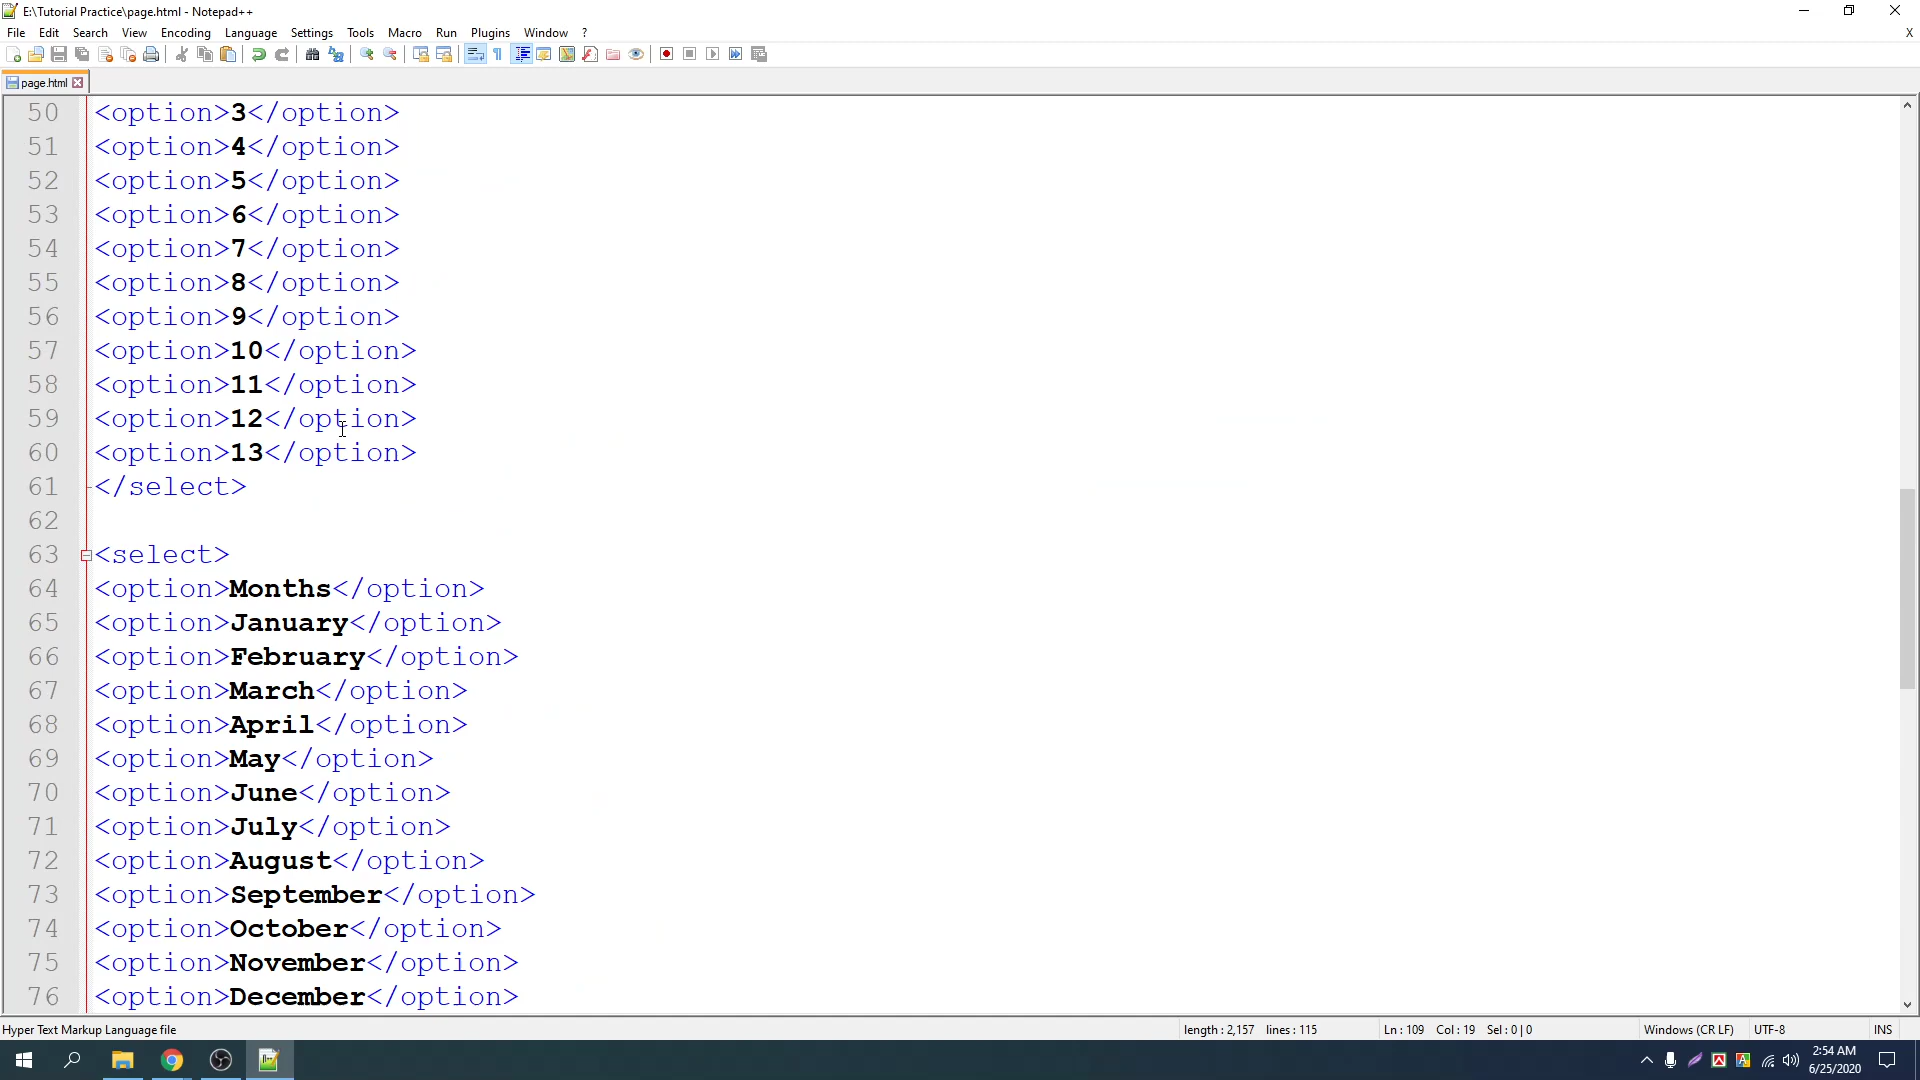 E:\Tutorial Practice\page.html - Notepad++
File Edit Search View Encoding Language Settings Tools Macro Run Plugins Window ? X
page.html
50 <option>3</option>
51 <option>4</option>
52 <option>5</option>
53 <option>6</option>
54 <option>7</option>
55 <option>8</option>
56 <option>9</option>
57 <option>10</option>
58 <option>11</option>
59 <option>12</option>
60 <option>13</option>
61 </select>
62
63 <select>
64 <option>Months</option>
65 <option>January</option>
66 <option>February</option>
67 <option>March</option>
68 <option>April</option>
69 <option>May</option>
70 <option>June</option>
71 <option>July</option>
72 <option>August</option>
73 <option>September</option>
74 <option>October</option>
75 <option>November</option>
76 <option>December</option>
Hyper Text Markup Language file length : 2,157 lines : 115 Ln : 109 Col : 19 Sel : 0 | 0 Windows (CR LF) UTF-8 INS
2:54 AM
6/25/2020